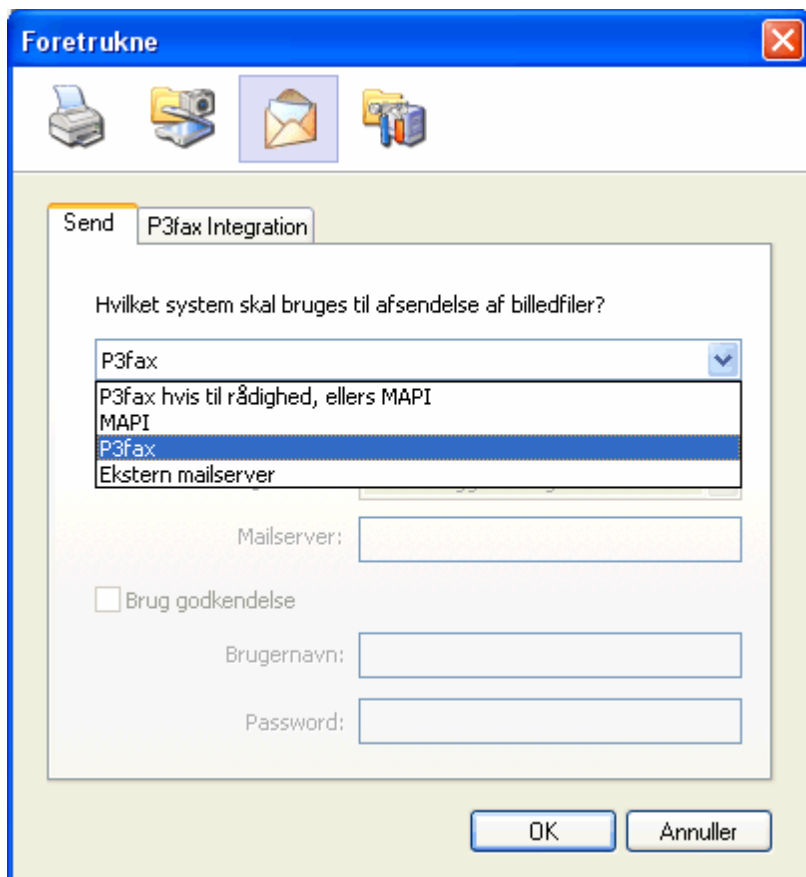 Foretrukne
Send
P3fax Integration
Hvilket system skal bruges til afsendelse af billedfiler?
P3fax
P3fax hvis til rådighed, ellers MAPI
MAPI
P3fax
Ekstern mailserver
Mailserver:
Brug godkendelse
Brugernavn:
Password:
OK
Annuller